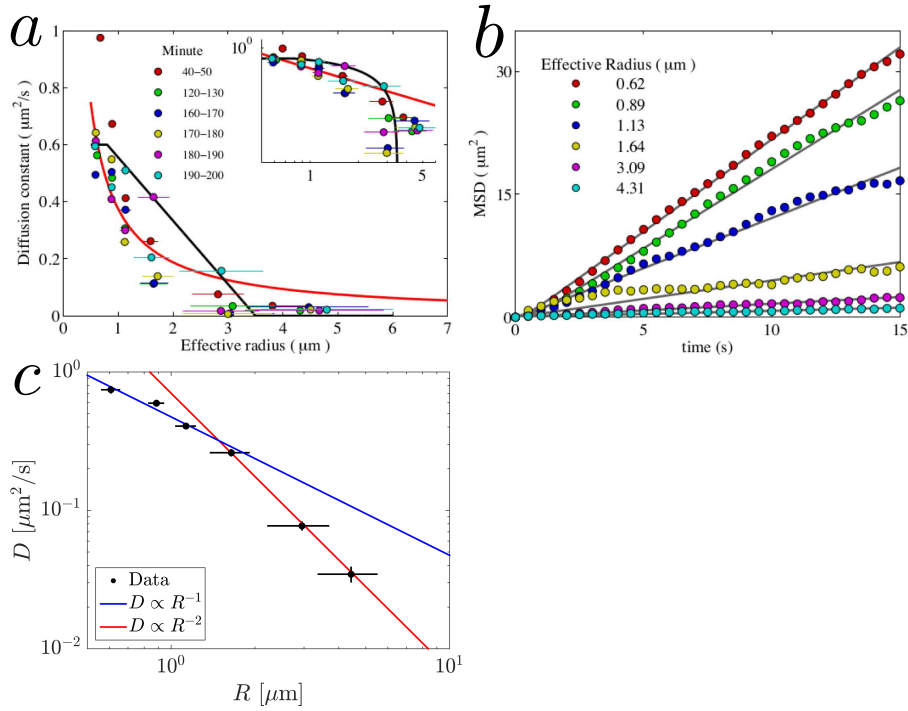 a
Diffusion constant ( μm²/s)
1
0.8
0.6
0.4
0.2
0
0 1 2 3 4 5 6 7
Effective radius ( μm )
Minute
40–50
120–130
160–170
170–180
180–190
190–200
10⁰
1 5
b
MSD (μm²)
30
15
0
0 5 10 15
time (s)
Effective Radius (μm )
0.62
0.89
1.13
1.64
3.09
4.31
c
D [μm²/s]
10⁰
10⁻¹
10⁻²
10⁰ 10¹
R [μm]
Data
D ∝ R⁻¹
D ∝ R⁻²